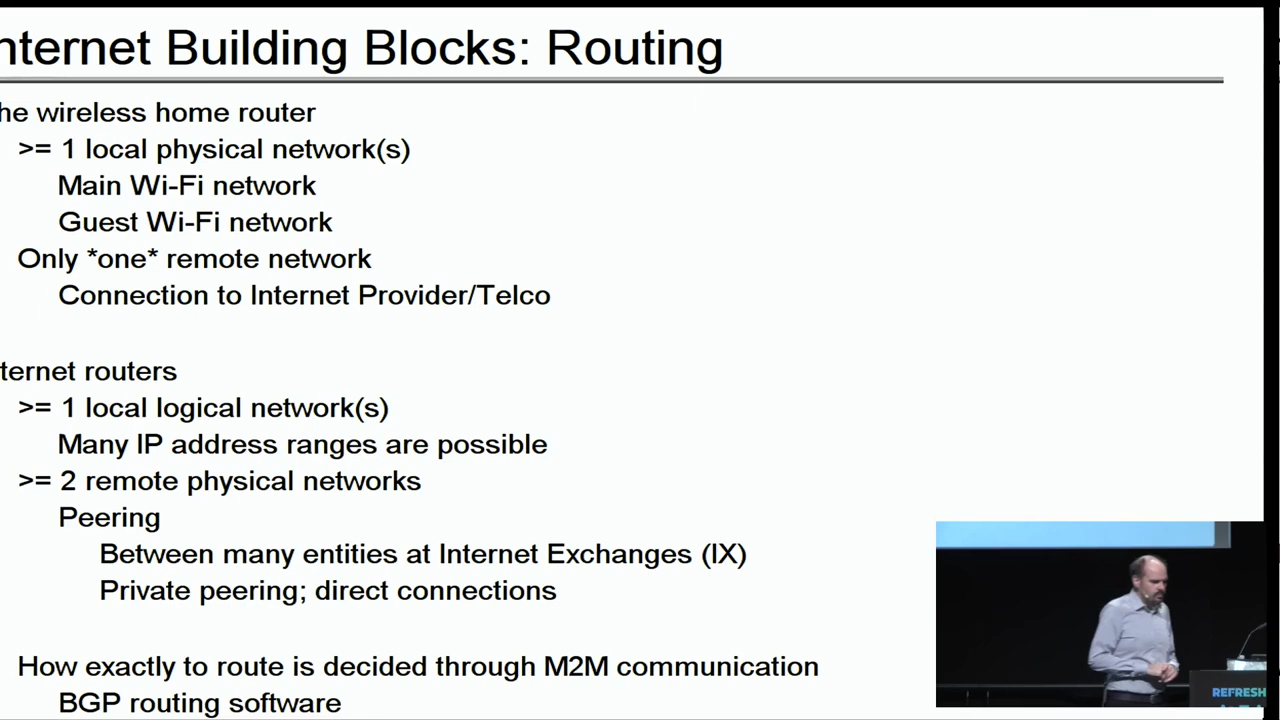 nternet Building Blocks: Routing
he wireless home router
>= 1 local physical network(s)
Main Wi-Fi network
Guest Wi-Fi network
Only *one* remote network
Connection to Internet Provider/Telco
ternet routers
>= 1 local logical network(s)
Many IP address ranges are possible
>= 2 remote physical networks
Peering
Between many entities at Internet Exchanges (IX)
Private peering; direct connections
How exactly to route is decided through M2M communication
BGP routing software
REFRESH